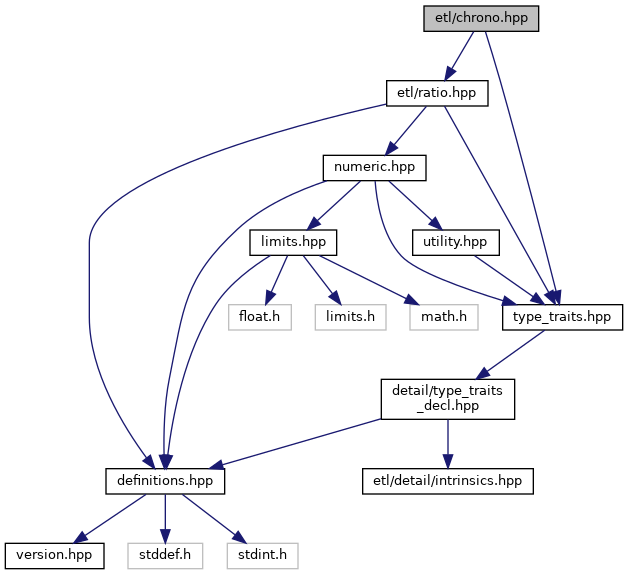 etl/chrono.hpp
etl/ratio.hpp
numeric.hpp
limits.hpp
utility.hpp
float.h
limits.h
math.h
type_traits.hpp
detail/type_traits
_decl.hpp
definitions.hpp
etl/detail/intrinsics.hpp
version.hpp
stddef.h
stdint.h